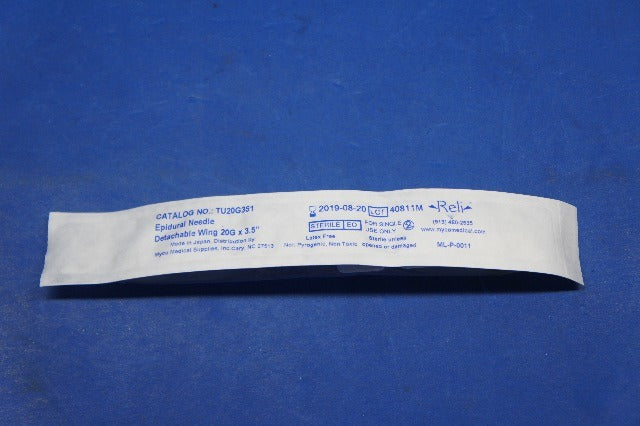 CATALOG NO.: TU20G351
Epidural Needle
Detachable Wing 20G x 3.5"
Made in Japan, Distributed By
Myco Medical Supplies, Inc. Cary, NC 27513
2019-08-20 LOT 40811M
STERILE EO
Latex Free
Non Pyrogenic, Non Toxic
FOR SINGLE USE ONLY 2
Sterile unless
opened or damaged
Reli
(913) 460-2535
www.mycomedical.com
ML-P-0011